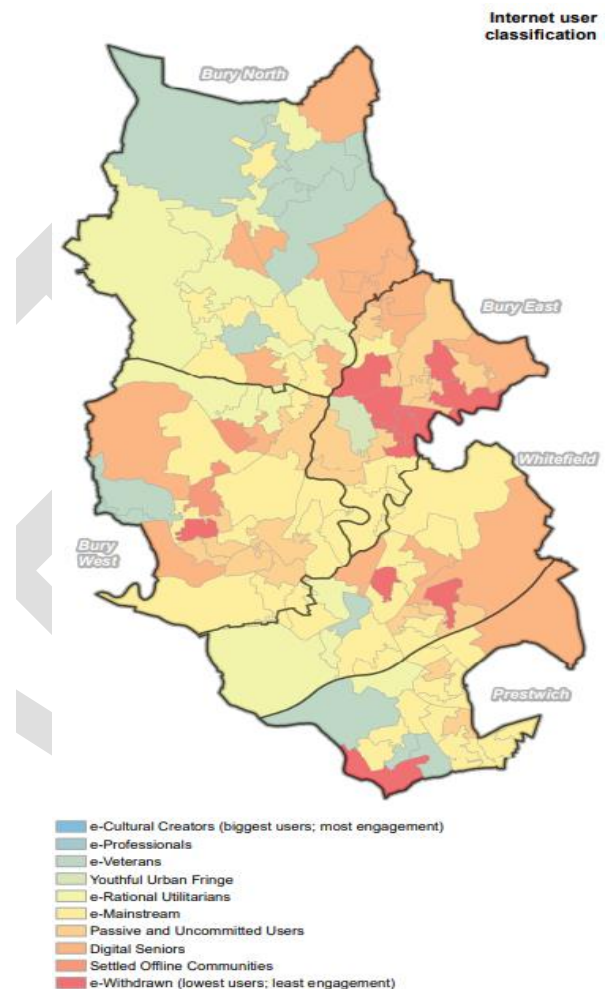 Internet user
classification
Bury North
Bury East
Whitefield
Bury
West
Prestwich
e-Cultural Creators (biggest users; most engagement)
e-Professionals
e-Veterans
Youthful Urban Fringe
e-Rational Utilitarians
e-Mainstream
Passive and Uncommitted Users
Digital Seniors
Settled Offline Communities
e-Withdrawn (lowest users; least engagement)